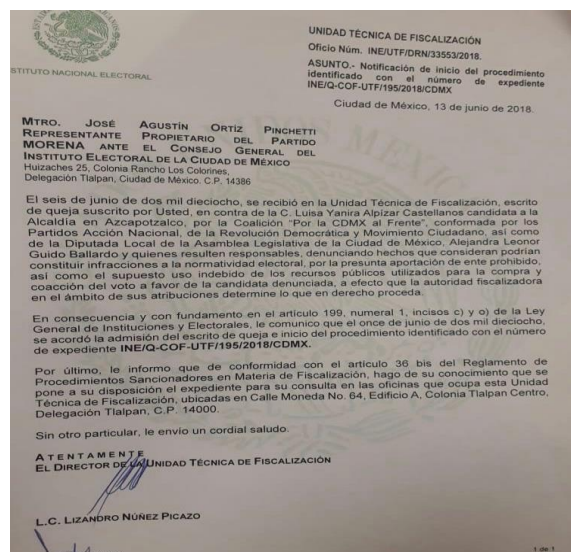 UNIDAD TÉCNICA DE FISCALIZACIÓN
Oficio Núm. INE/UTF/DRN/33553/2018.
ASUNTO.- Notificación de inicio del procedimiento
identificado con el número de expediente
INE/Q-COF-UTF/195/2018/CDMX
STITUTO NACIONAL ELECTORAL
Ciudad de México, 13 de junio de 2018.
MTRO. JOSÉ AGUSTÍN ORTIZ PINCHETTI
REPRESENTANTE PROPIETARIO DEL PARTIDO
MORENA ANTE EL CONSEJO GENERAL DEL
INSTITUTO ELECTORAL DE LA CIUDAD DE MÉXICO
Huizaches 25, Colonia Rancho Los Colorines,
Delegación Tlalpan, Ciudad de México. C.P. 14386
El seis de junio de dos mil dieciocho, se recibió en la Unidad Técnica de Fiscalización, escrito
de queja suscrito por Usted, en contra de la C. Luisa Yanira Alpízar Castellanos candidata a la
Alcaldía en Azcapotzalco, por la Coalición "Por la CDMX al Frente", conformada por los
Partidos Acción Nacional, de la Revolución Democrática y Movimiento Ciudadano, así como
de la Diputada Local de la Asamblea Legislativa de la Ciudad de México, Alejandra Leonor
Guido Ballardo y quienes resulten responsables, denunciando hechos que consideran podrían
constituir infracciones a la normatividad electoral, por la presunta aportación de ente prohibido,
así como el supuesto uso indebido de los recursos públicos utilizados para la compra y
coacción del voto a favor de la candidata denunciada, a efecto que la autoridad fiscalizadora
en el ámbito de sus atribuciones determine lo que en derecho proceda.
En consecuencia y con fundamento en el artículo 199, numeral 1, incisos c) y o) de la Ley
General de Instituciones y Electorales, le comunico que el once de junio de dos mil dieciocho,
se acordó la admisión del escrito de queja e inicio del procedimiento identificado con el número
de expediente INE/Q-COF-UTF/195/2018/CDMX.
Por último, le informo que de conformidad con el artículo 36 bis del Reglamento de
Procedimientos Sancionadores en Materia de Fiscalización, hago de su conocimiento que se
pone a su disposición el expediente para su consulta en las oficinas que ocupa esta Unidad
Técnica de Fiscalización, ubicadas en Calle Moneda No. 64, Edificio A, Colonia Tlalpan Centro,
Delegación Tlalpan, C.P. 14000.
Sin otro particular, le envío un cordial saludo.
ATENTAMENTE
EL DIRECTOR DE LA UNIDAD TÉCNICA DE FISCALIZACIÓN
L.C. LIZANDRO NÚÑEZ PICAZO
1 de 1